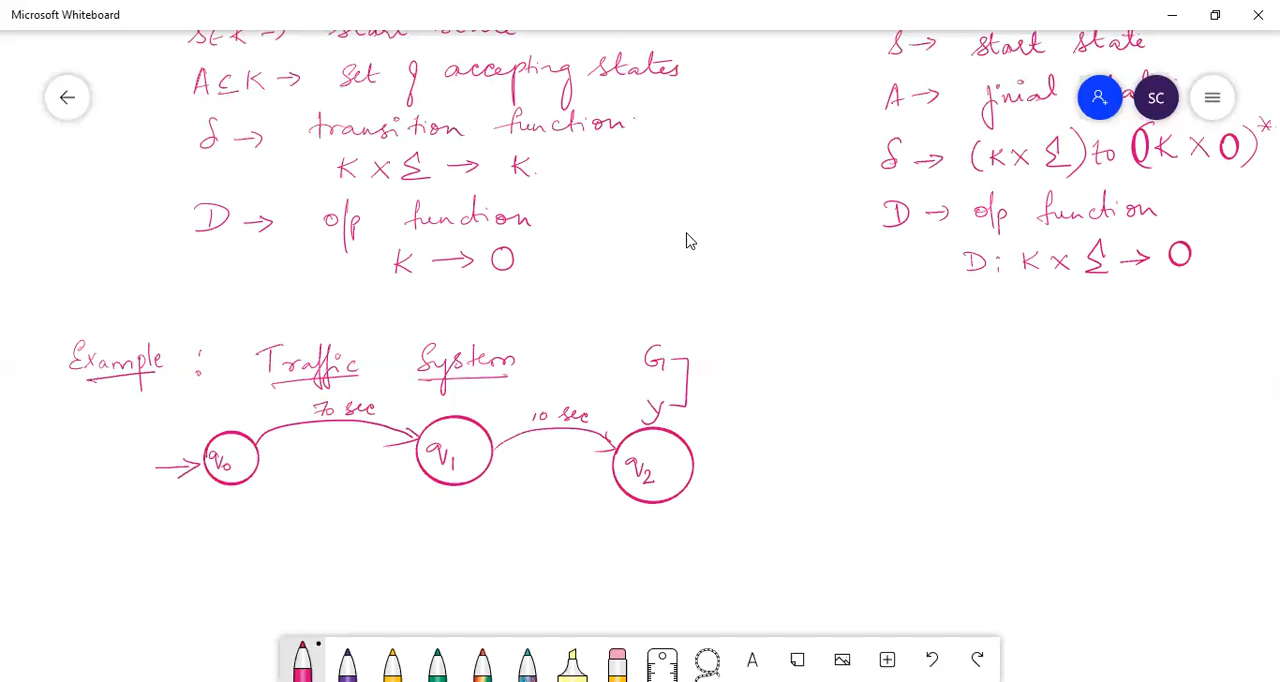 Microsoft Whiteboard
A ⊆ K → set of accepting states
δ → transition function.
K × Σ → K.
D → o/p function
K → O
S → start state
A →
SC
δ → (K × Σ) to (K × O)*
D → o/p function
D : K × Σ → O
Example : Traffic System
G
Y
70 sec
10 sec
q0
q1
q2
A